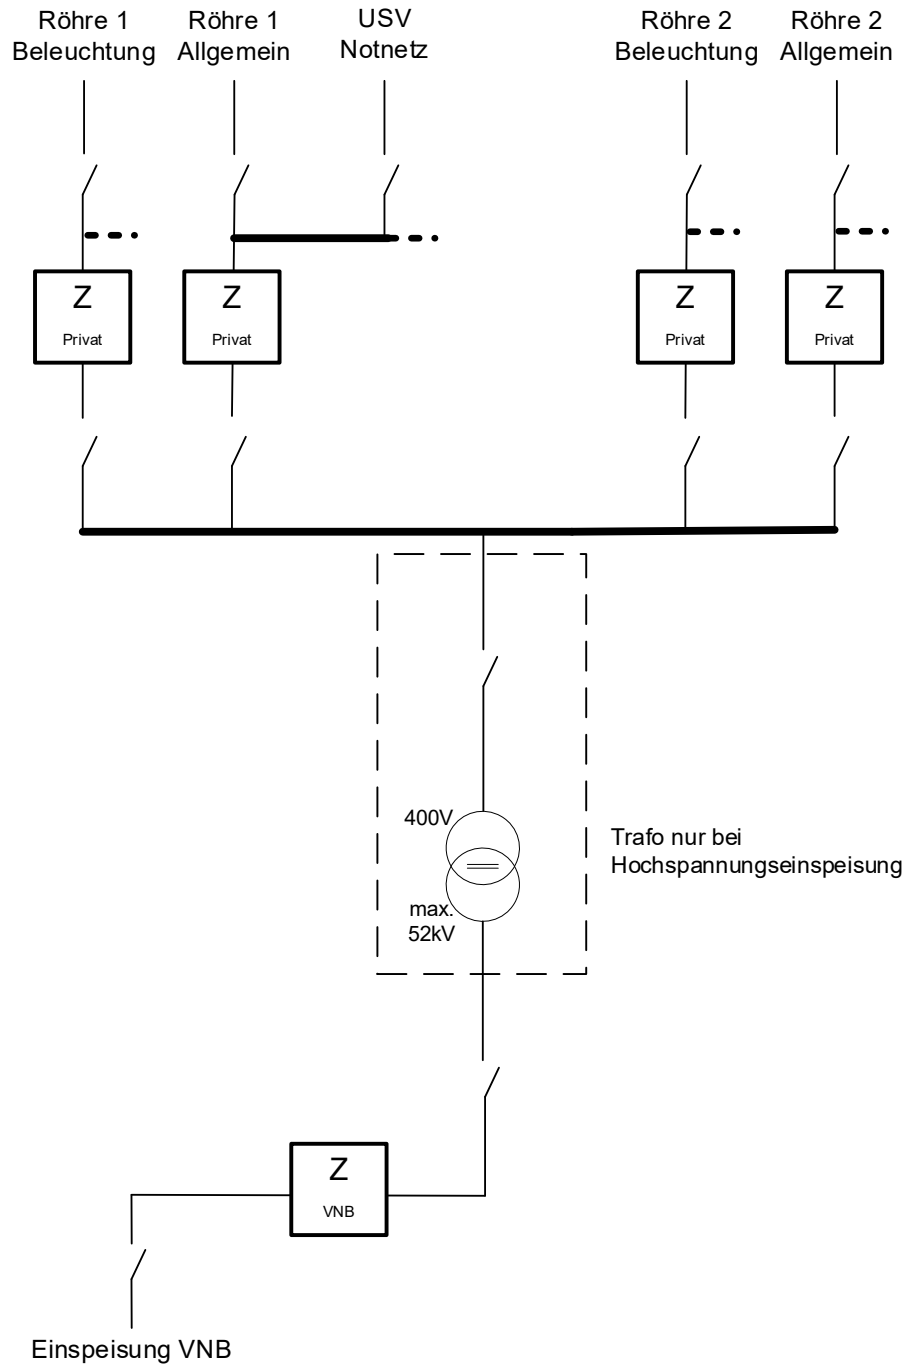 Röhre 1
Beleuchtung
Röhre 1
Allgemein
USV
Notnetz
Röhre 2
Beleuchtung
Röhre 2
Allgemein
Z
Privat
Z
Privat
Z
Privat
Z
Privat
400V
max.
52kV
Trafo nur bei
Hochspannungseinspeisung
Z
VNB
Einspeisung VNB